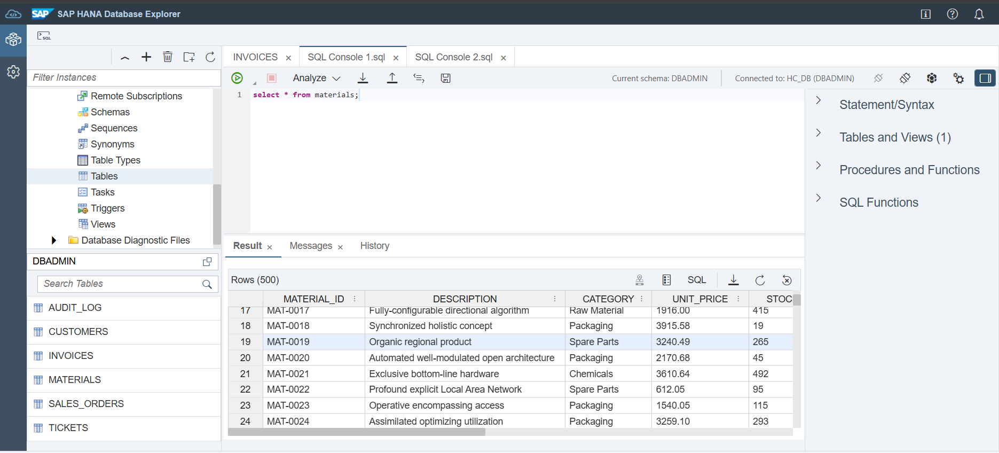 SAP SAP HANA Database Explorer
SQL
Filter Instances
Remote Subscriptions
Schemas
Sequences
Synonyms
Table Types
Tables
Tasks
Triggers
Views
Database Diagnostic Files
DBADMIN
Search Tables
AUDIT_LOG
CUSTOMERS
INVOICES
MATERIALS
SALES_ORDERS
TICKETS
INVOICES SQL Console 1.sql SQL Console 2.sql
Analyze Current schema: DBADMIN Connected to: HC_DB (DBADMIN)
1 select * from materials;
Result Messages History
Rows (500) SQL
MATERIAL_ID DESCRIPTION CATEGORY UNIT_PRICE STOC
17 MAT-0017 Fully-configurable directional algorithm Raw Material 1916.00 415
18 MAT-0018 Synchronized holistic concept Packaging 3915.58 19
19 MAT-0019 Organic regional product Spare Parts 3240.49 265
20 MAT-0020 Automated well-modulated open architecture Packaging 2170.68 45
21 MAT-0021 Exclusive bottom-line hardware Chemicals 3610.64 492
22 MAT-0022 Profound explicit Local Area Network Spare Parts 612.05 95
23 MAT-0023 Operative encompassing access Packaging 1540.05 115
24 MAT-0024 Assimilated optimizing utilization Packaging 3259.10 293
Statement/Syntax
Tables and Views (1)
Procedures and Functions
SQL Functions